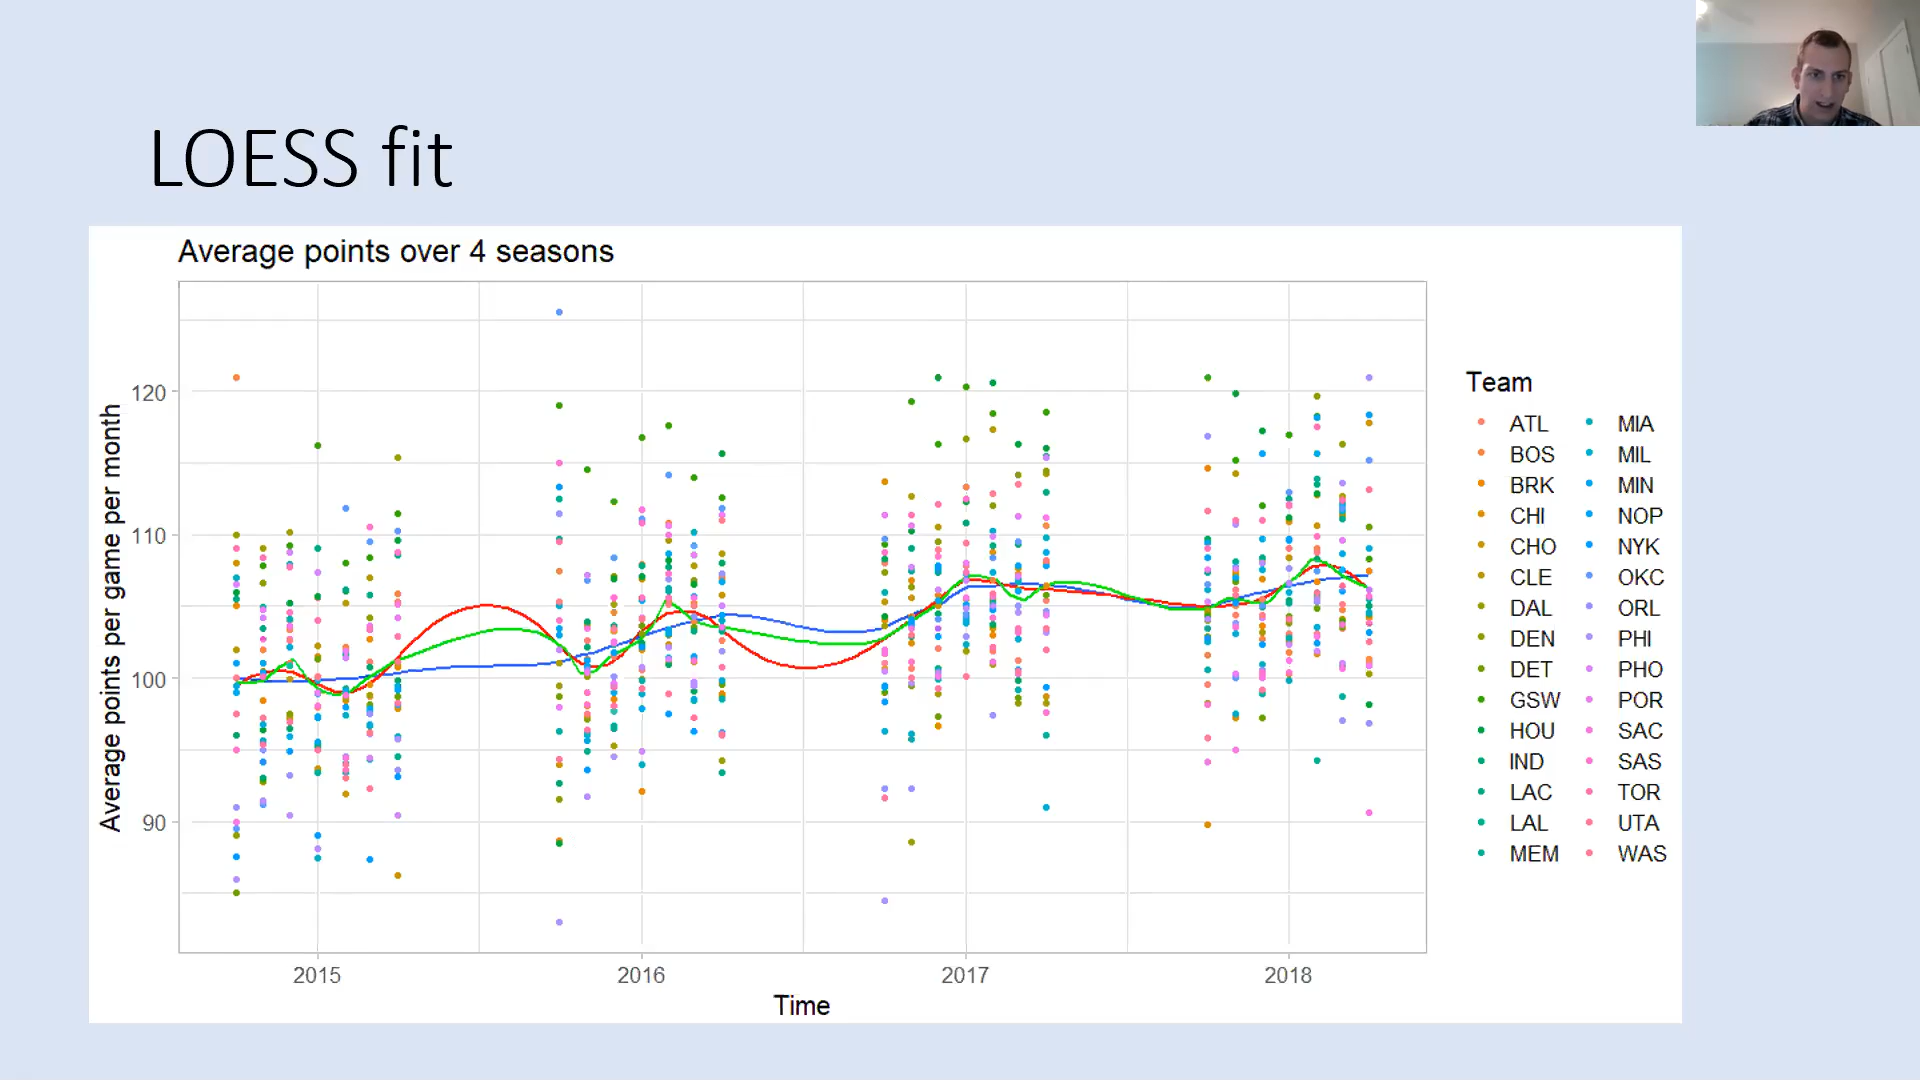 LOESS fit
Average points over 4 seasons
Average points per game per month
120
110
100
90
2015
2016
2017
2018
Time
Team
ATL
BOS
BRK
CHI
CHO
CLE
DAL
DEN
DET
GSW
HOU
IND
LAC
LAL
MEM
MIA
MIL
MIN
NOP
NYK
OKC
ORL
PHI
PHO
POR
SAC
SAS
TOR
UTA
WAS